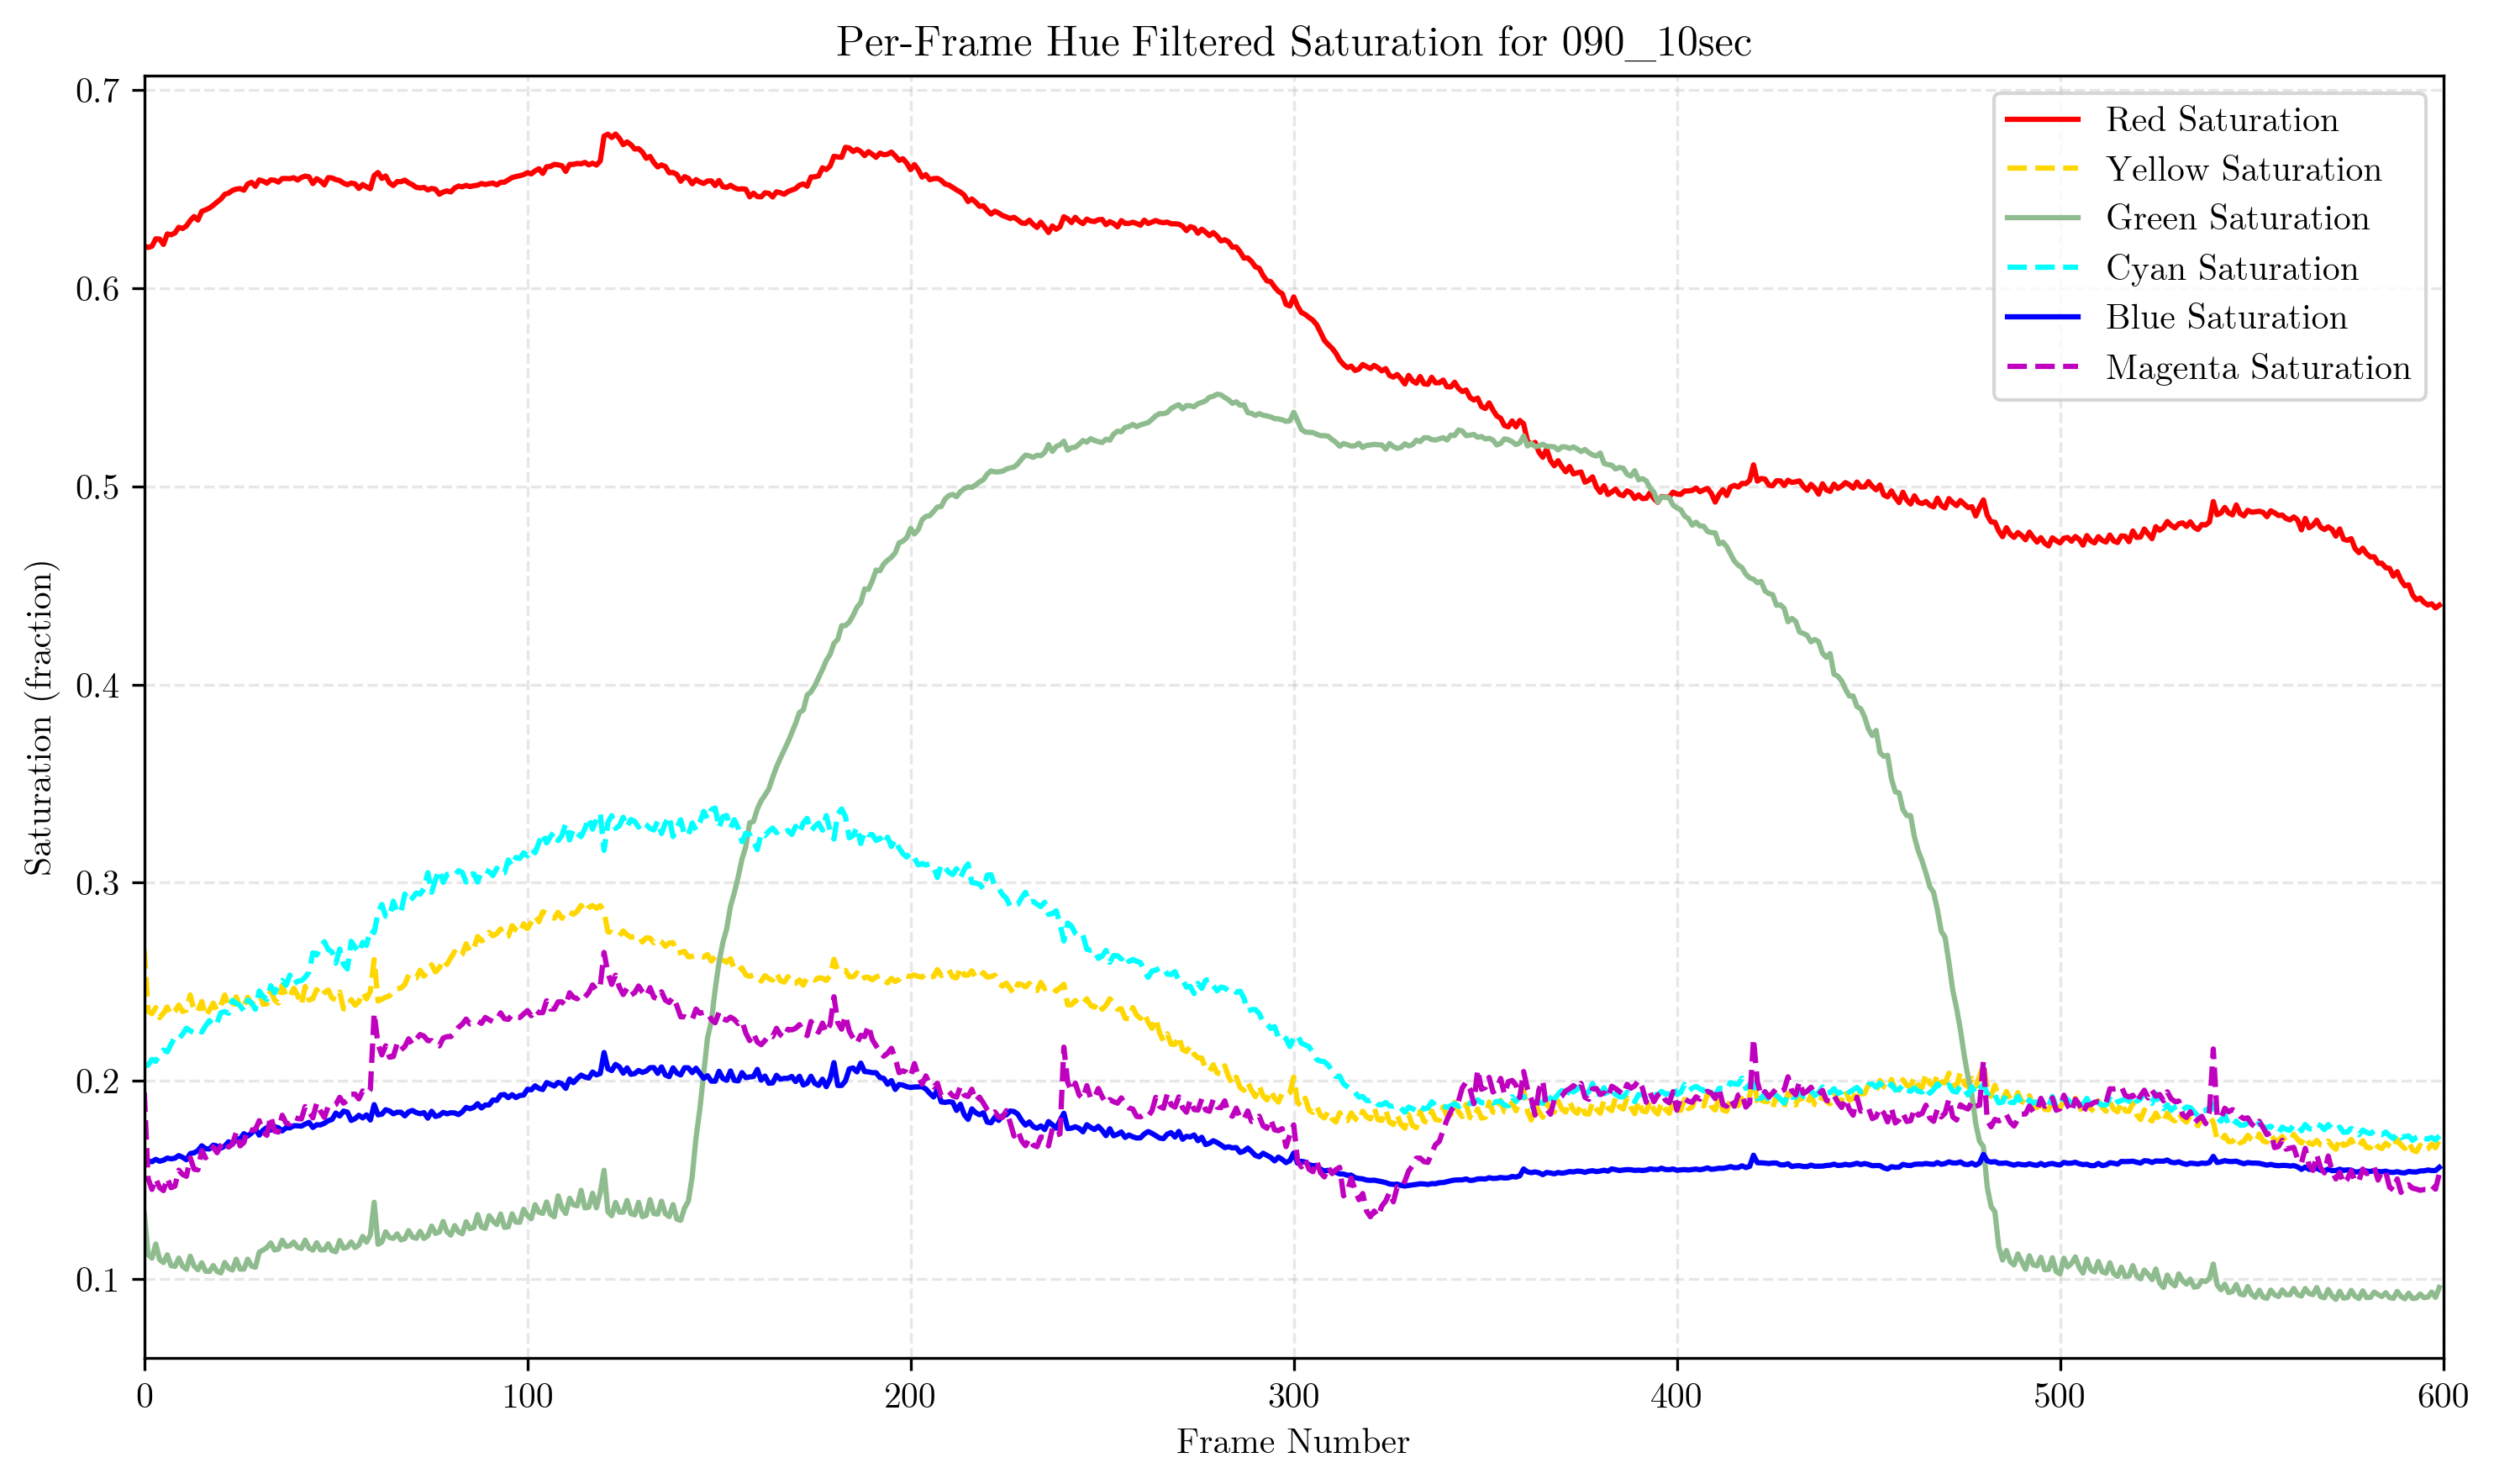 Per-Frame Hue Filtered Saturation for 090_10sec
0.7
0.6
0.5
0.4
0.3
0.2
0.1
Saturation (fraction)
Red Saturation
Yellow Saturation
Green Saturation
Cyan Saturation
Blue Saturation
Magenta Saturation
0 100 200 300 400 500 600
Frame Number